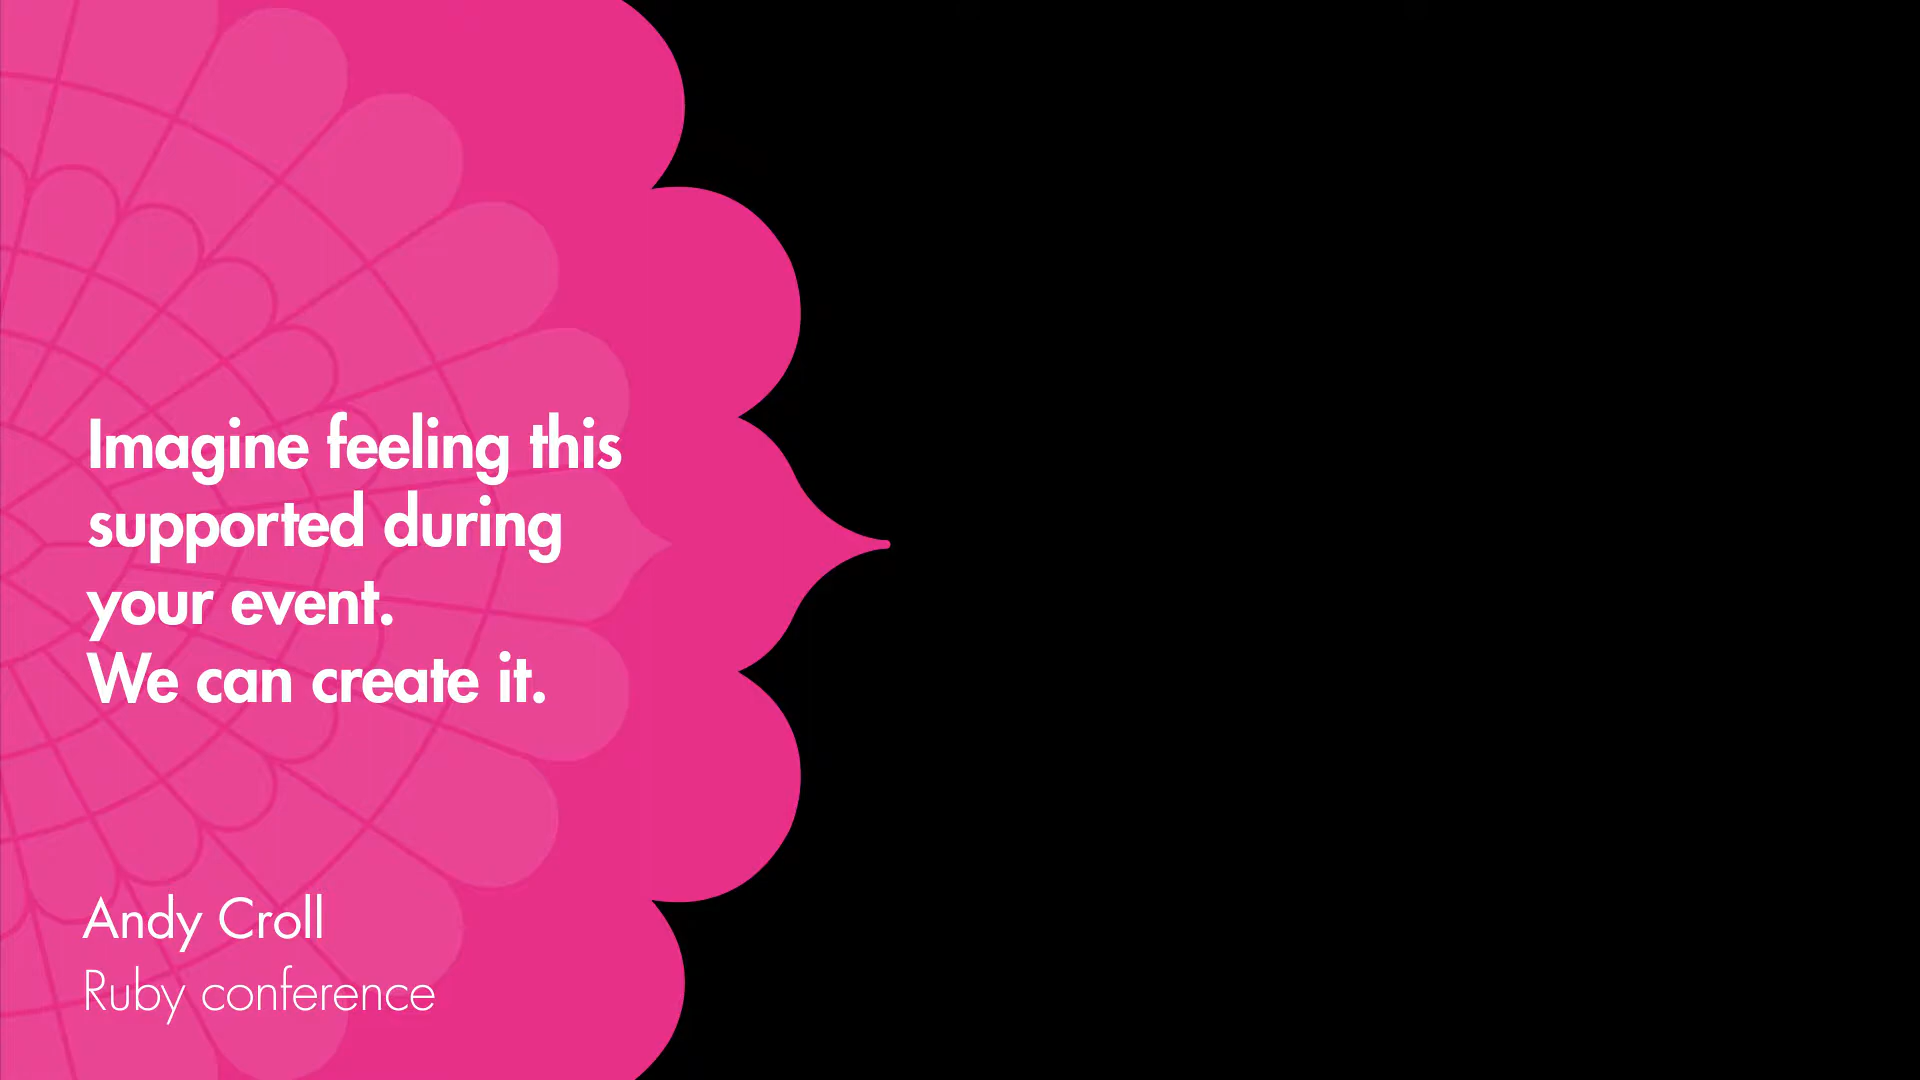 Imagine feeling this
supported during
your event.
We can create it.
Andy Croll
Ruby conference